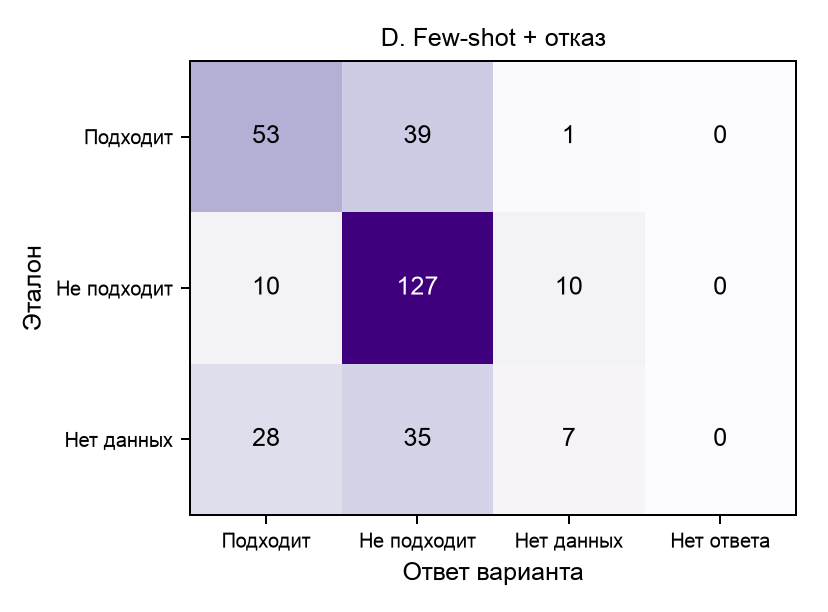 D. Few-shot + отказ
Эталон
Подходит
53 39 1 0
Не подходит
10 127 10 0
Нет данных
28 35 7 0
Подходит Не подходит Нет данных Нет ответа
Ответ варианта